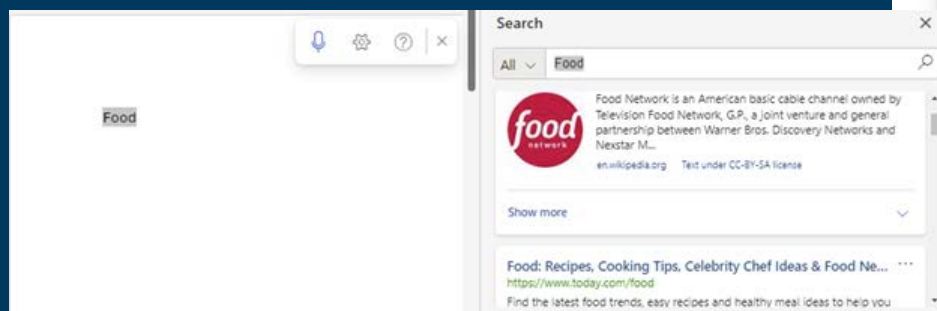 Food
Search
All
Food
food
network
Food Network is an American basic cable channel owned by
Television Food Network, G.P., a joint venture and general
partnership between Warner Bros. Discovery Networks and
Nexstar M...
en.wikipedia.org Text under CC-BY-SA license
Show more
Food: Recipes, Cooking Tips, Celebrity Chef Ideas & Food Ne...
https://www.today.com/food
Find the latest food trends, easy recipes and healthy meal ideas to help you